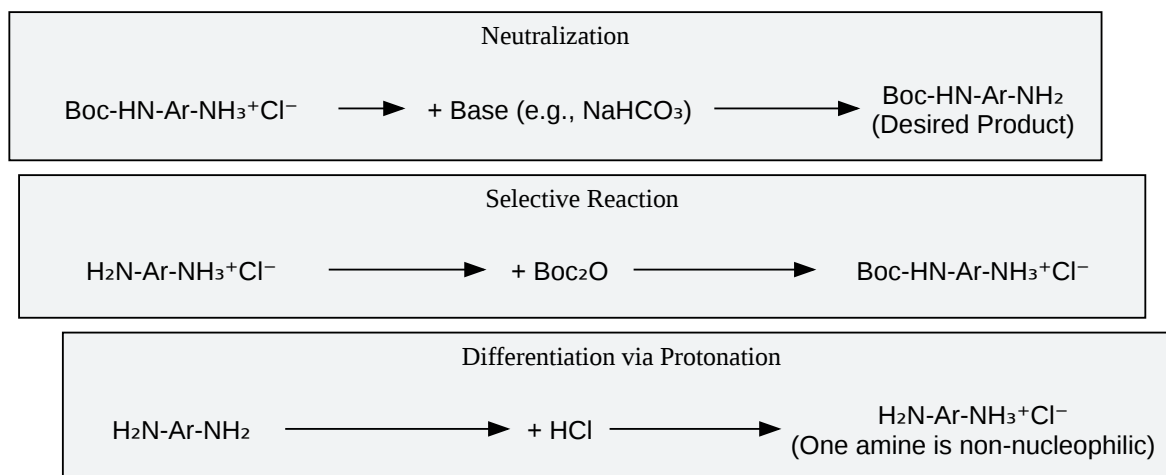 Neutralization
Boc-HN-Ar-NH₃⁺Cl⁻ + Base (e.g., NaHCO₃) Boc-HN-Ar-NH₂
(Desired Product)
Selective Reaction
H₂N-Ar-NH₃⁺Cl⁻ + Boc₂O Boc-HN-Ar-NH₃⁺Cl⁻
Differentiation via Protonation
H₂N-Ar-NH₂ + HCl H₂N-Ar-NH₃⁺Cl⁻
(One amine is non-nucleophilic)